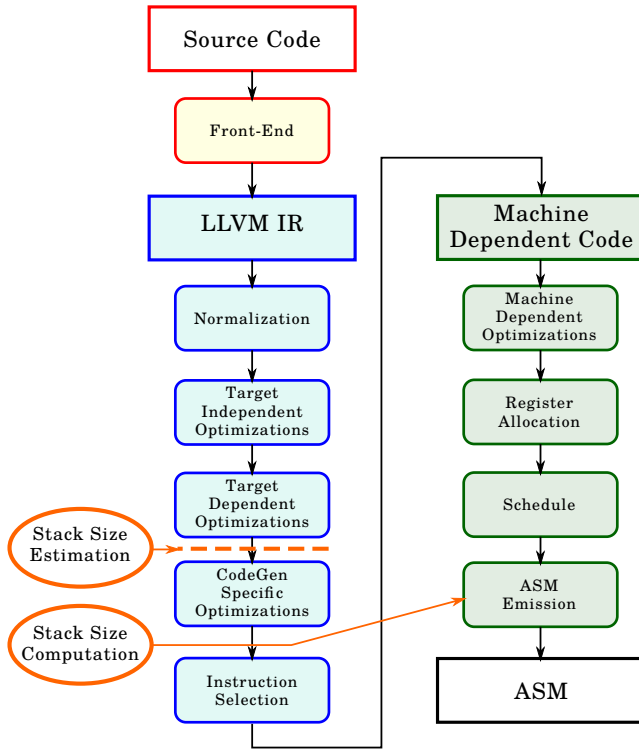 Source Code
Front-End
LLVM IR
Normalization
Target
Independent
Optimizations
Target
Dependent
Optimizations
Stack Size
Estimation
CodeGen
Specific
Optimizations
Stack Size
Computation
Instruction
Selection
Machine
Dependent Code
Machine
Dependent
Optimizations
Register
Allocation
Schedule
ASM
Emission
ASM